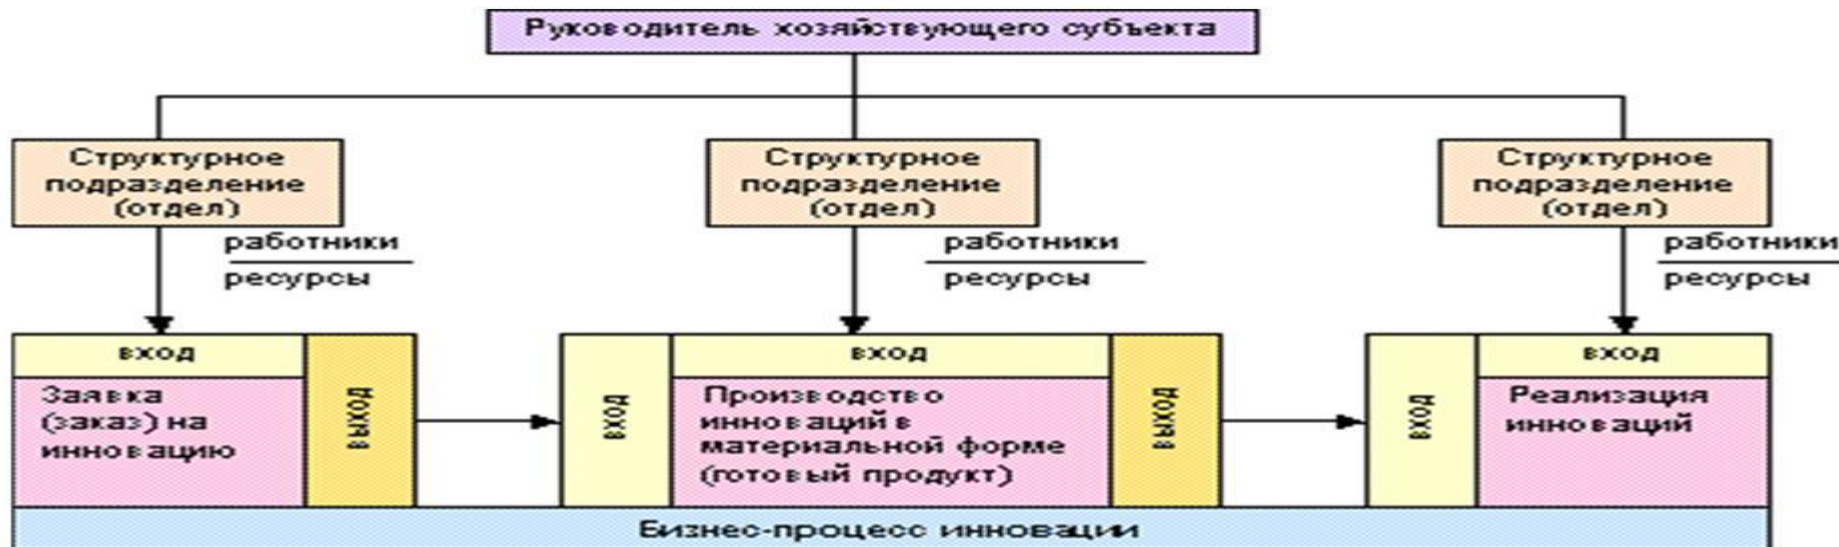 Руководитель хозяйствующего субъекта
Структурное
подразделение
(отдел)
Структурное
подразделение
(отдел)
Структурное
подразделение
(отдел)
работники
ресурсы
работники
ресурсы
работники
ресурсы
вход
Заявка
(заказ) на
инновацию
выход
вход
вход
Производство
инноваций в
материальной форме
(готовый продукт)
выход
вход
вход
Реализация
инноваций
Бизнес-процесс инновации